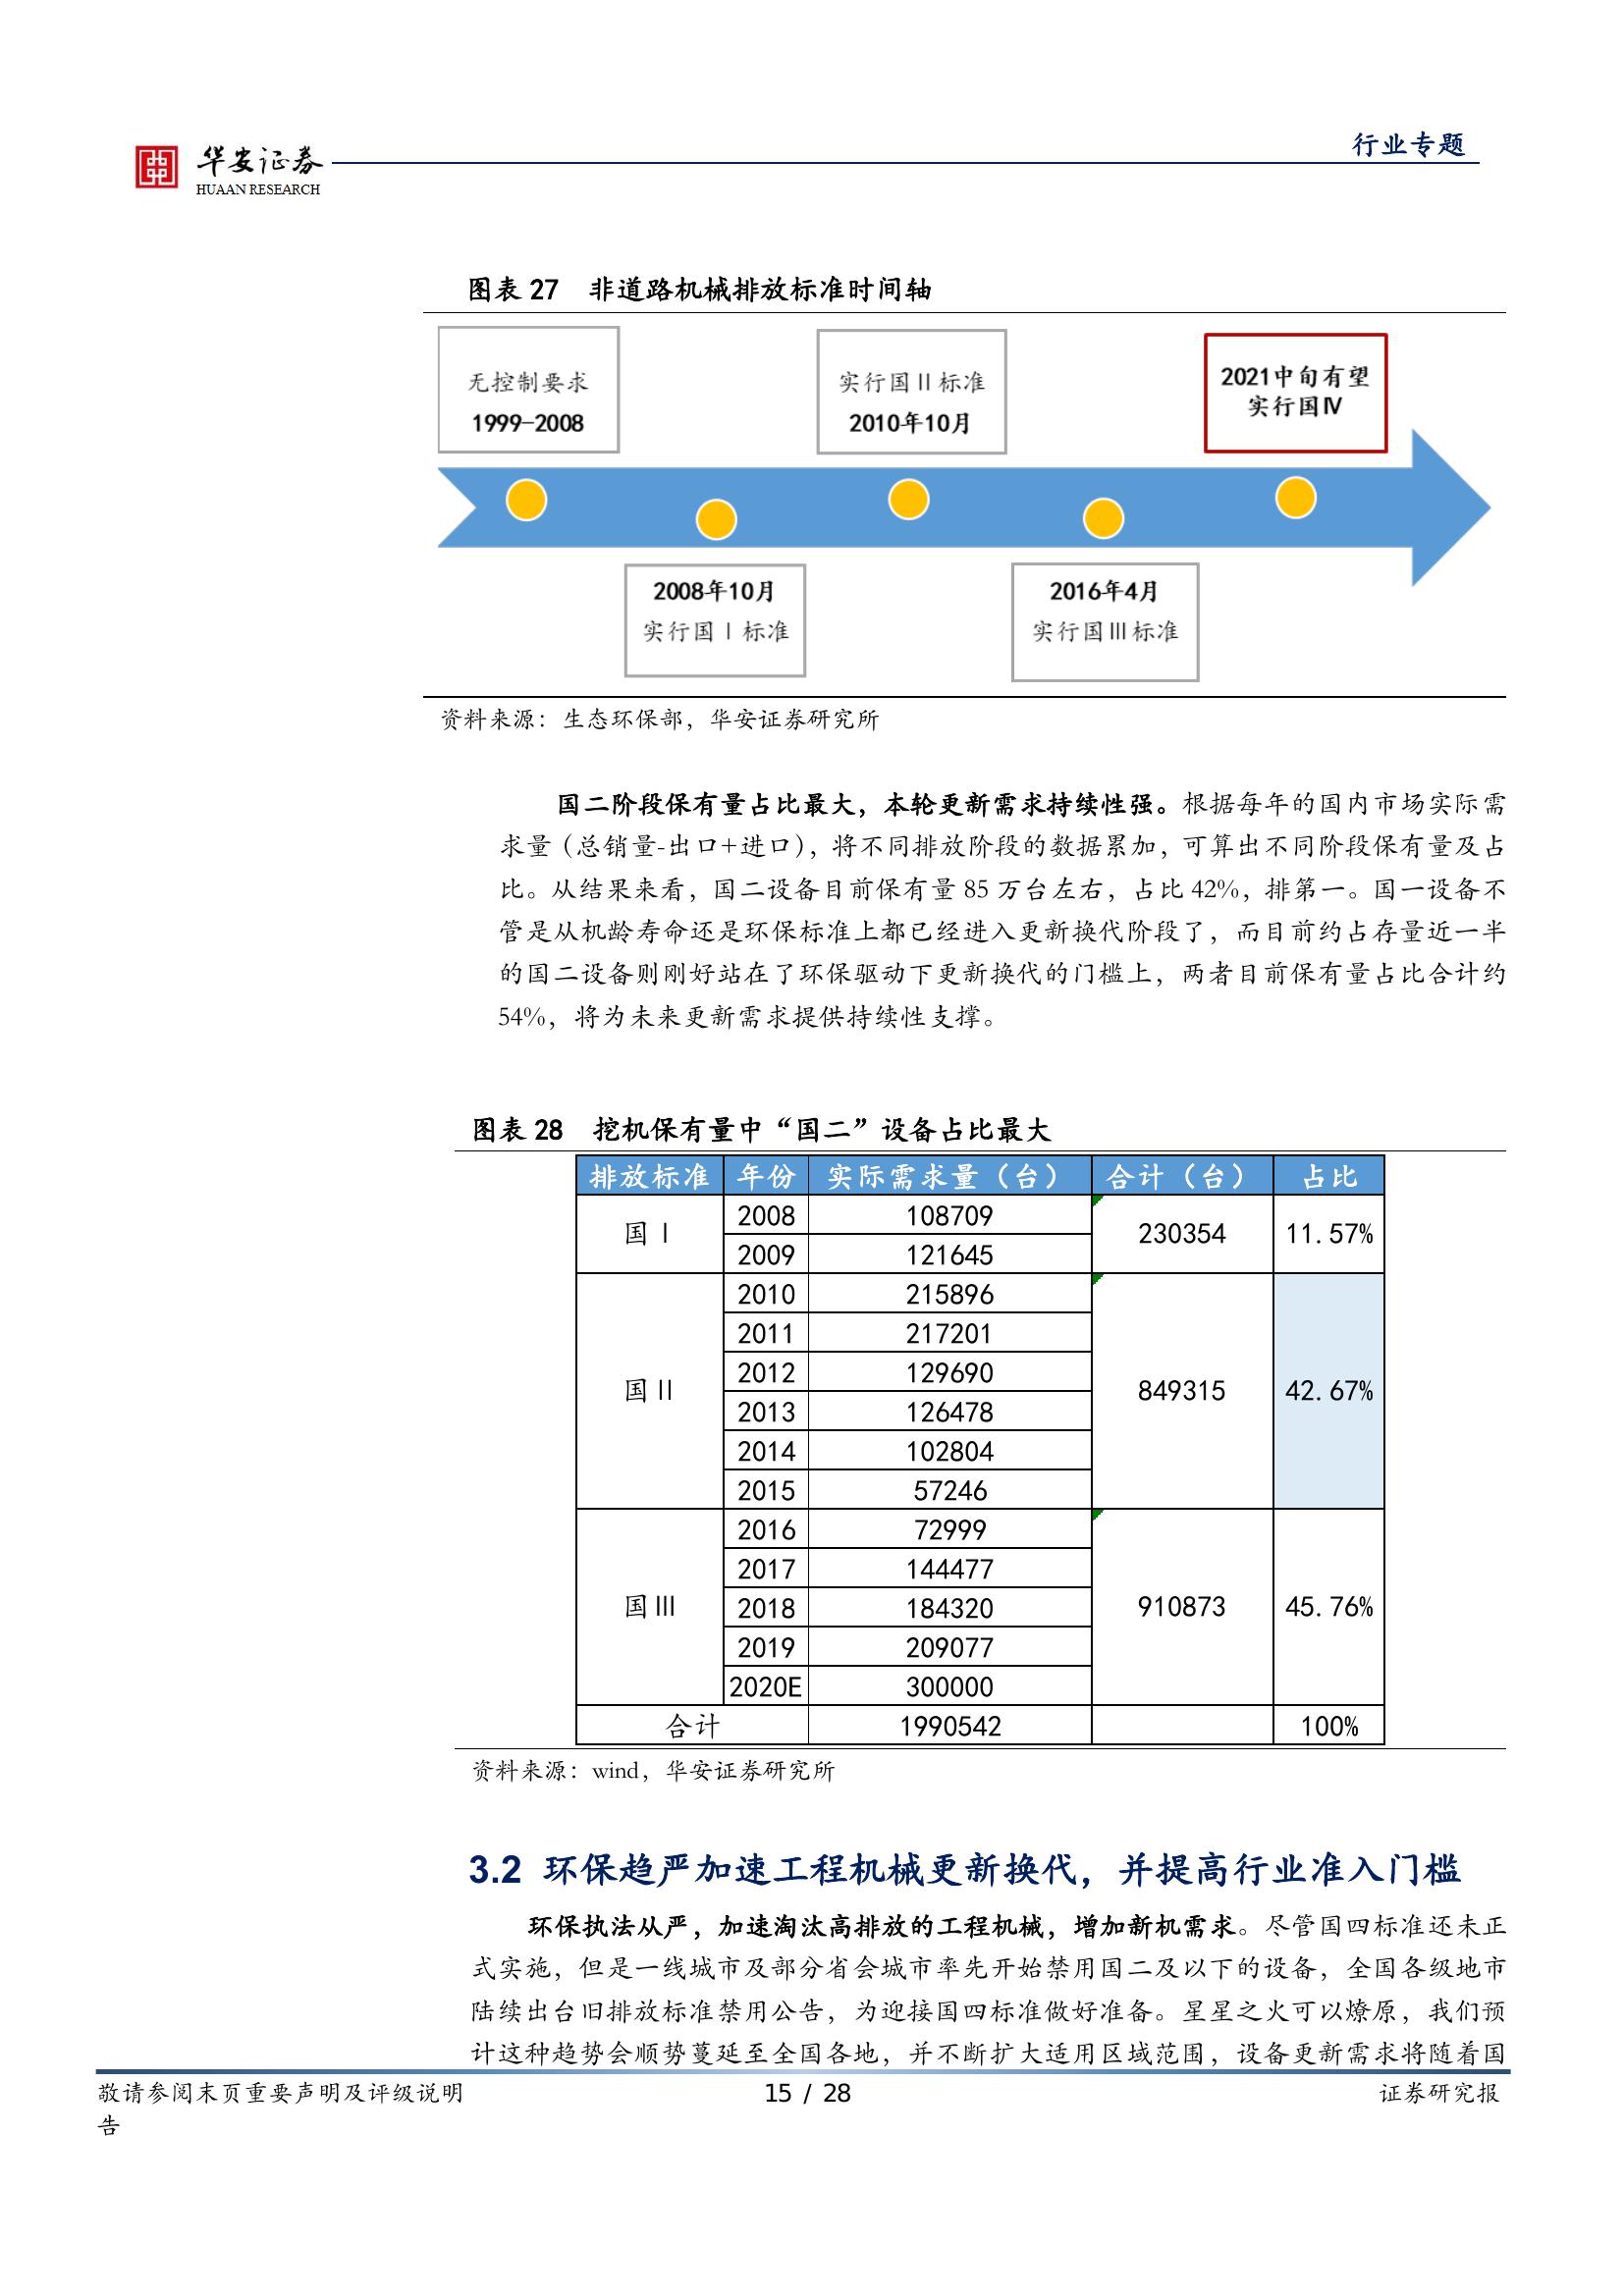 华安证券
HUAAN RESEARCH
行业专题
图表 27 非道路机械排放标准时间轴
无控制要求
1999-2008
实行国Ⅱ标准
2010年10月
2021中旬有望
实行国Ⅳ
2008年10月
实行国Ⅰ标准
2016年4月
实行国Ⅲ标准
资料来源：生态环保部，华安证券研究所
国二阶段保有量占比最大，本轮更新需求持续性强。根据每年的国内市场实际需
求量（总销量-出口+进口），将不同排放阶段的数据累加，可算出不同阶段保有量及占
比。从结果来看，国二设备目前保有量 85 万台左右，占比 42%，排第一。国一设备不
管是从机龄寿命还是环保标准上都已经进入更新换代阶段了，而目前约占存量近一半
的国二设备则刚好站在了环保驱动下更新换代的门槛上，两者目前保有量占比合计约
54%，将为未来更新需求提供持续性支撑。
图表 28 挖机保有量中“国二”设备占比最大
排放标准 年份 实际需求量（台） 合计（台） 占比
国Ⅰ 2008 108709 230354 11.57%
2009 121645
国Ⅱ 2010 215896 849315 42.67%
2011 217201
2012 129690
2013 126478
2014 102804
2015 57246
国Ⅲ 2016 72999 910873 45.76%
2017 144477
2018 184320
2019 209077
2020E 300000
合计 1990542 100%
资料来源：wind，华安证券研究所
3.2 环保趋严加速工程机械更新换代，并提高行业准入门槛
环保执法从严，加速淘汰高排放的工程机械，增加新机需求。尽管国四标准还未正
式实施，但是一线城市及部分省会城市率先开始禁用国二及以下的设备，全国各级地市
陆续出台旧排放标准禁用公告，为迎接国四标准做好准备。星星之火可以燎原，我们预
计这种趋势会顺势蔓延至全国各地，并不断扩大适用区域范围，设备更新需求将随着国
敬请参阅末页重要声明及评级说明 15 / 28 证券研究报
告